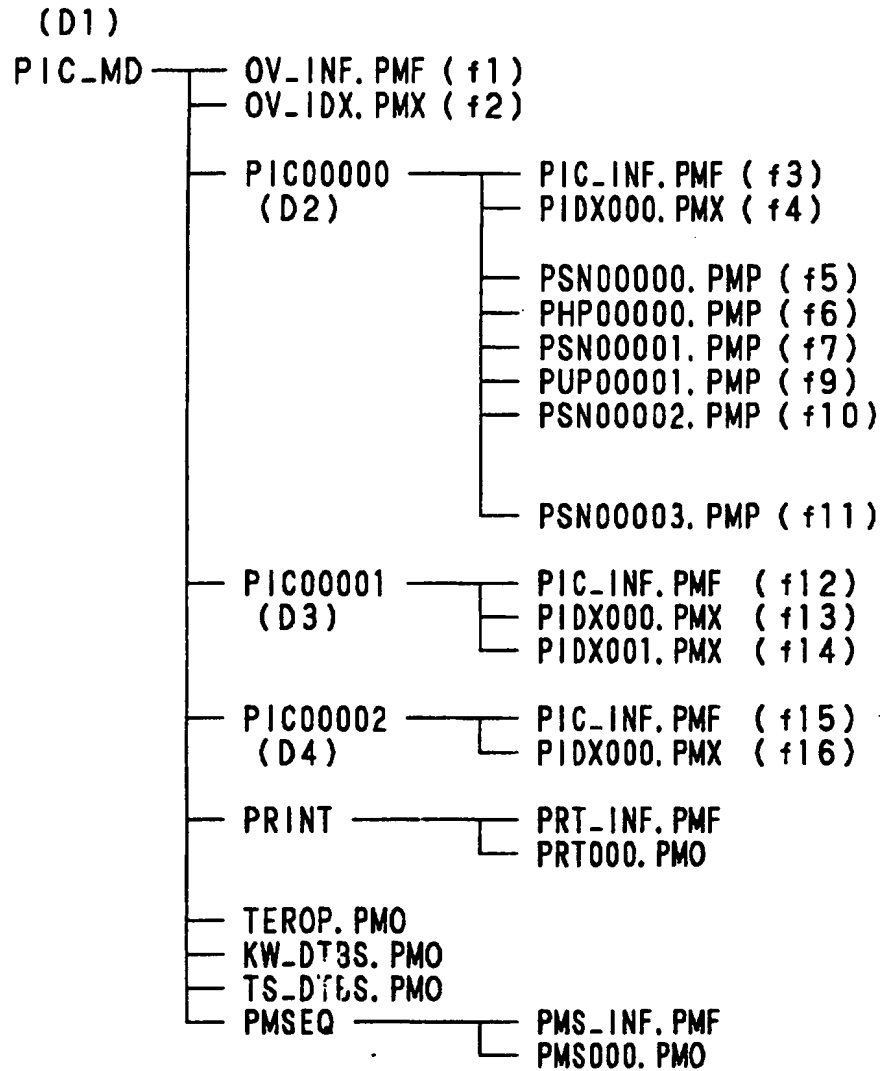 (D1)
PIC_MD
OV_INF.PMF (f1)
OV_IDX.PMX (f2)
PIC00000
(D2)
PIC_INF.PMF (f3)
PIDX000.PMX (f4)
PSN00000.PMP (f5)
PHP00000.PMP (f6)
PSN00001.PMP (f7)
PUP00001.PMP (f9)
PSN00002.PMP (f10)
PSN00003.PMP (f11)
PIC00001
(D3)
PIC_INF.PMF (f12)
PIDX000.PMX (f13)
PIDX001.PMX (f14)
PIC00002
(D4)
PIC_INF.PMF (f15)
PIDX000.PMX (f16)
PRINT
PRT_INF.PMF
PRT000.PMO
TEROP.PMO
KW_DTBS.PMO
TS_DTBS.PMO
PMSEQ
PMS_INF.PMF
PMS000.PMO